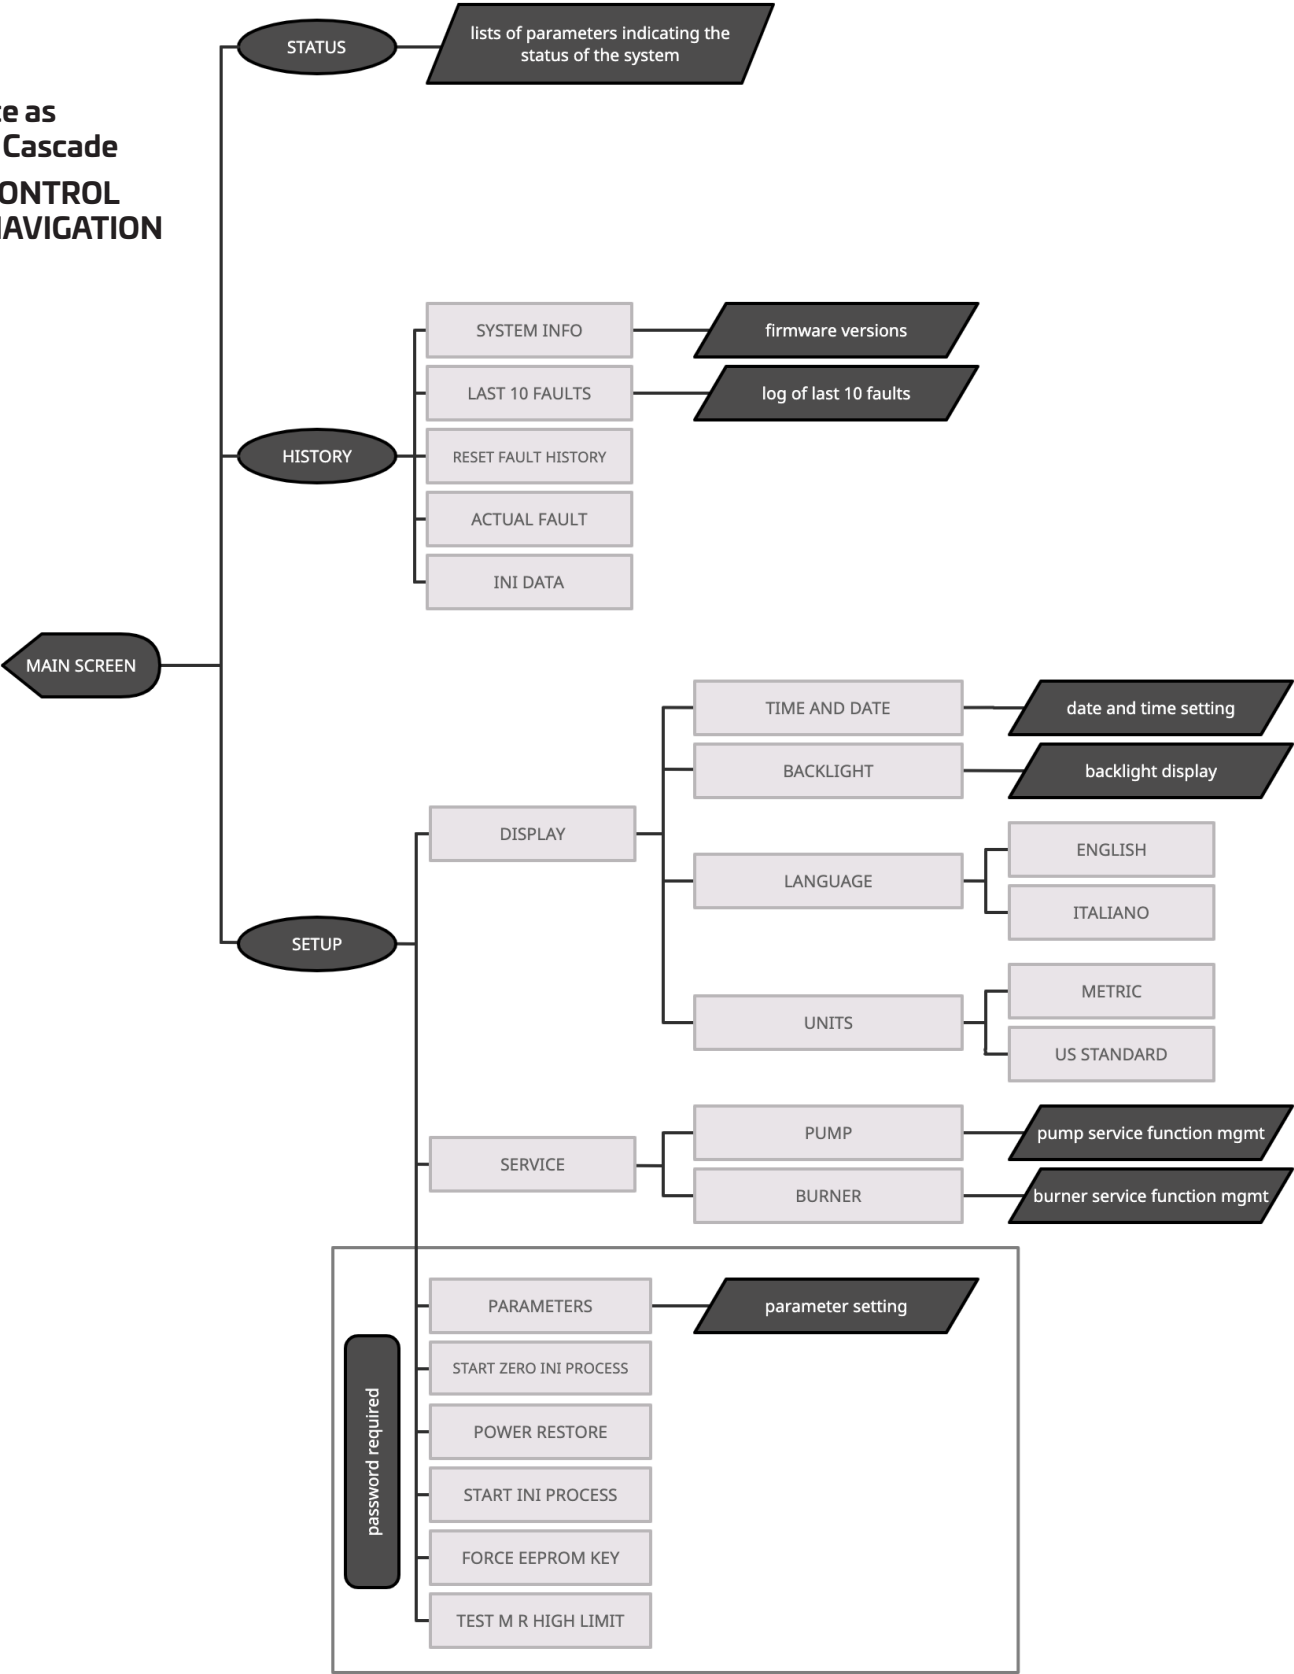 STATUS
lists of parameters indicating the
status of the system
as
Cascade
SYSTEM INFO
firmware versions
LAST 10 FAULTS
log of last 10 faults
HISTORY
RESET FAULT HISTORY
ACTUAL FAULT
INI DATA
MAIN SCREEN
TIME AND DATE
date and time setting
BACKLIGHT
backlight display
DISPLAY
LANGUAGE
ENGLISH
ITALIANO
SETUP
UNITS
METRIC
US STANDARD
SERVICE
PUMP
pump service function mgmt
BURNER
burner service function mgmt
password required
PARAMETERS
parameter setting
START ZERO INI PROCESS
POWER RESTORE
START INI PROCESS
FORCE EEPROM KEY
TEST M R HIGH LIMIT